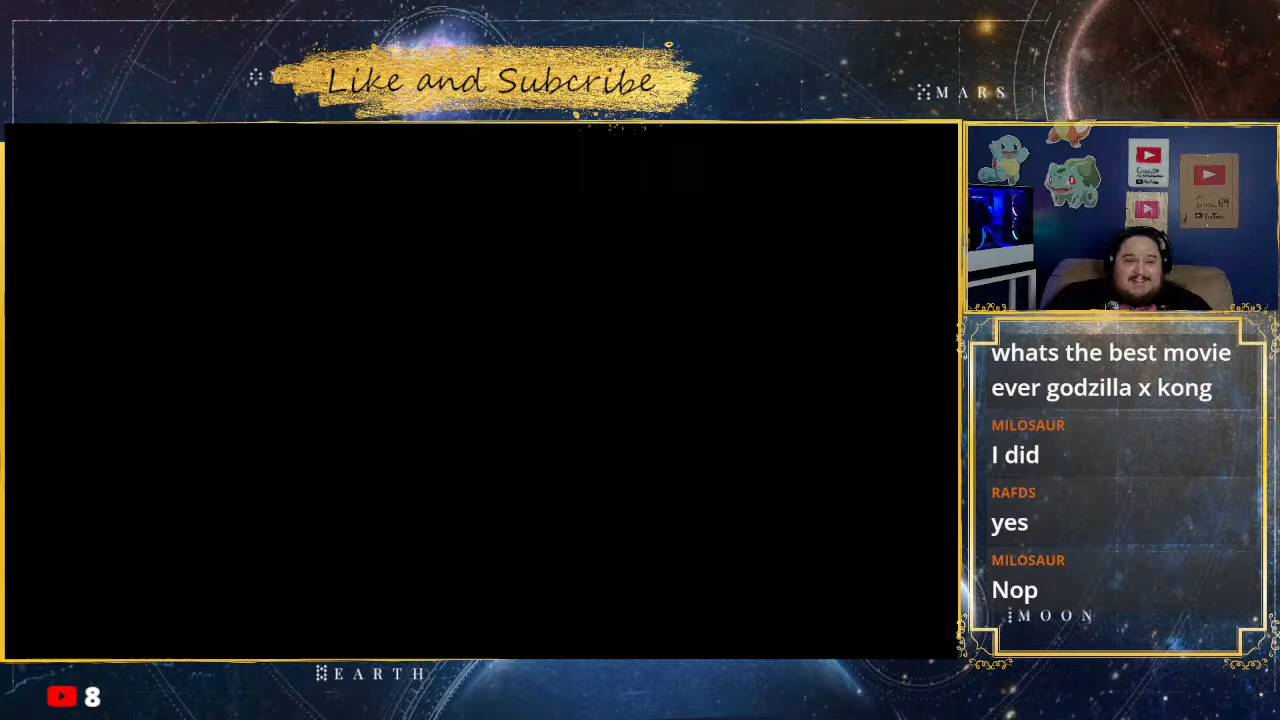 Like and Subcribe
MARS
whats the best movie
ever godzilla x kong
MILOSAUR
I did
RAFDS
yes
MILOSAUR
Nop
MOON
EARTH
8